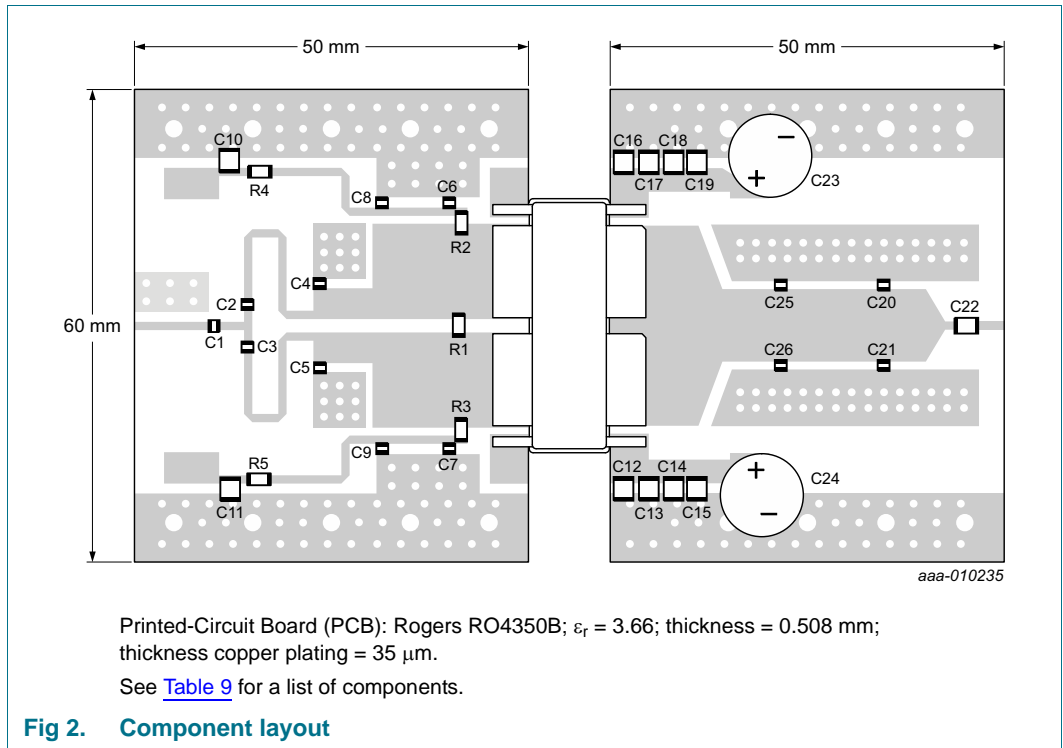 50 mm
50 mm
60 mm
C10
R4
C8
C6
R2
C4
C2
C1
C3
R1
C5
R3
C9
C7
R5
C11
C16
C18
C17
C19
−
+
C23
C25
C20
C22
C26
C21
C12
C14
C13
C15
+
−
C24
aaa-010235
Printed-Circuit Board (PCB): Rogers RO4350B; εr = 3.66; thickness = 0.508 mm;
thickness copper plating = 35 μm.
See Table 9 for a list of components.
Fig 2. Component layout